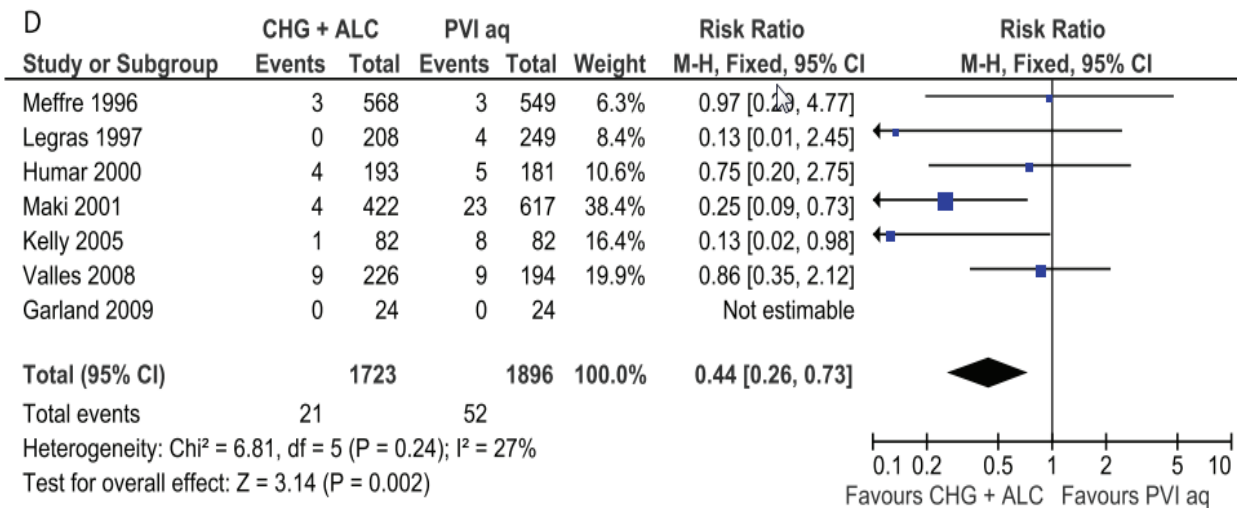 D
CHG + ALC PVI aq Risk Ratio Risk Ratio
Study or Subgroup Events Total Events Total Weight M-H, Fixed, 95% CI M-H, Fixed, 95% CI
Meffre 1996 3 568 3 549 6.3% 0.97 4.77]
Legras 1997 0 208 4 249 8.4% 0.13 [0.01, 2.45]
Humar 2000 4 193 5 181 10.6% 0.75 [0.20, 2.75]
Maki 2001 4 422 23 617 38.4% 0.25 [0.09, 0.73]
Kelly 2005 1 82 8 82 16.4% 0.13 [0.02, 0.98]
Valles 2008 9 226 9 194 19.9% 0.86 [0.35, 2.12]
Garland 2009 0 24 0 24 Not estimable
Total (95% CI) 1723 1896 100.0% 0.44 [0.26, 0.73]
Total events 21 52
Heterogeneity: Chi² = 6.81, df = 5 (P = 0.24); I² = 27%
Test for overall effect: Z = 3.14 (P = 0.002)
0.1 0.2 0.5 1 2 5 10
Favours CHG + ALC Favours PVI aq